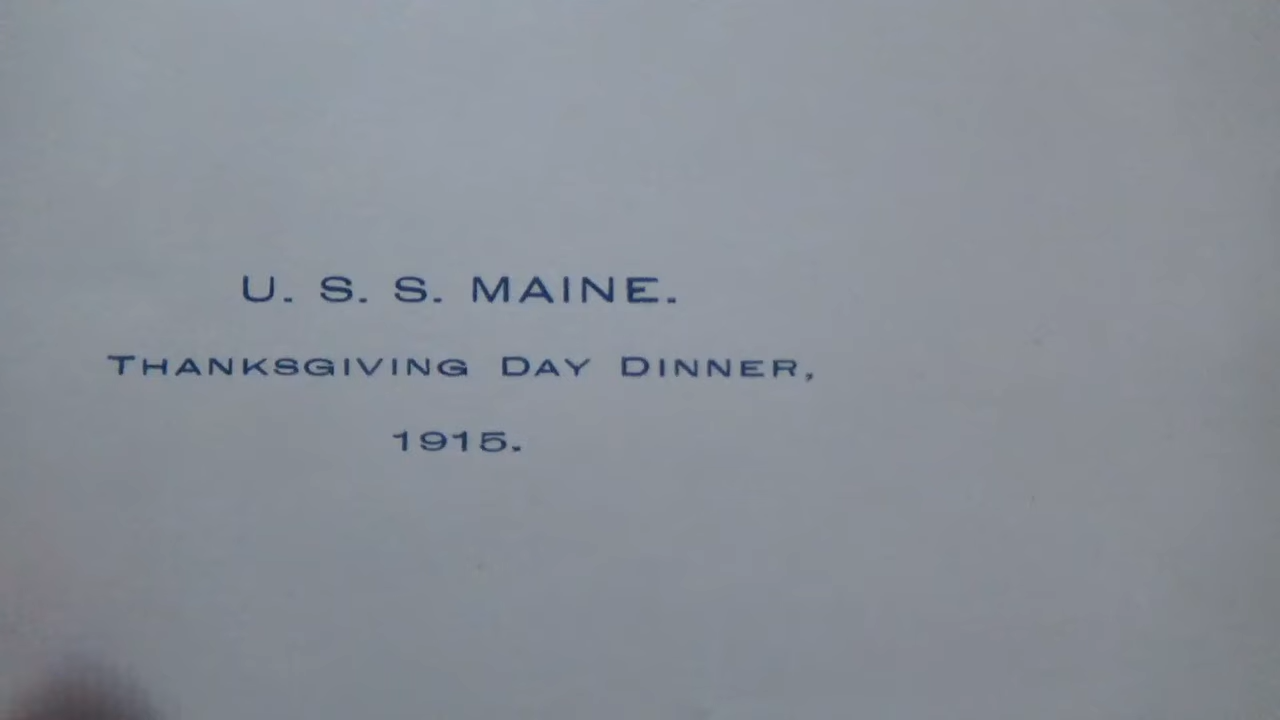 U. S. S. MAINE.
THANKSGIVING DAY DINNER,
1915.